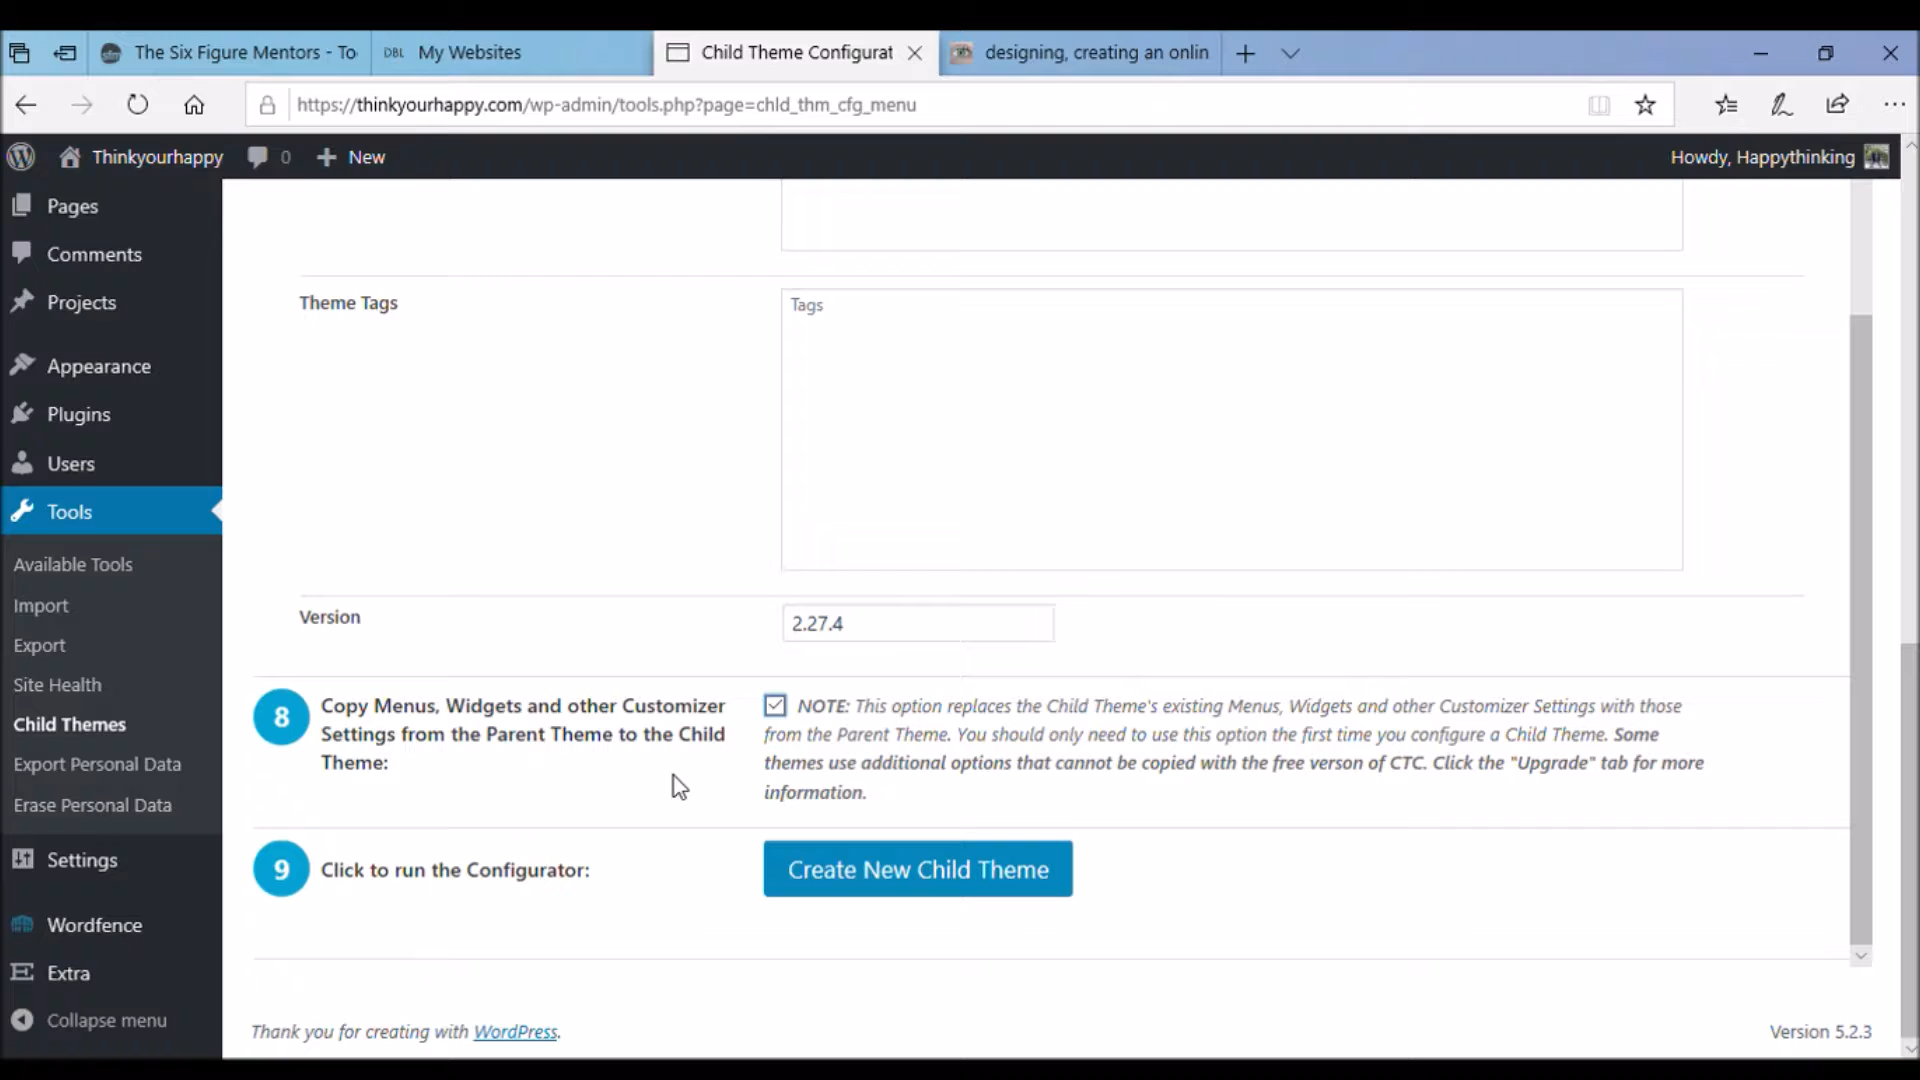 The Six Figure Mentors - To
DBL My Websites
Child Theme Configurat
designing, creating an onlin
https://thinkyourhappy.com/wp-admin/tools.php?page=chld_thm_cfg_menu
Thinkyourhappy
0
New
Howdy, Happythinking
Pages
Comments
Projects
Appearance
Plugins
Users
Tools
Available Tools
Import
Export
Site Health
Child Themes
Export Personal Data
Erase Personal Data
Settings
Wordfence
Extra
Collapse menu
Theme Tags
Tags
Version
2.27.4
8
Copy Menus, Widgets and other Customizer
Settings from the Parent Theme to the Child
Theme:
NOTE: This option replaces the Child Theme's existing Menus, Widgets and other Customizer Settings with those
from the Parent Theme. You should only need to use this option the first time you configure a Child Theme. Some
themes use additional options that cannot be copied with the free verson of CTC. Click the "Upgrade" tab for more
information.
9
Click to run the Configurator:
Create New Child Theme
Thank you for creating with WordPress.
Version 5.2.3